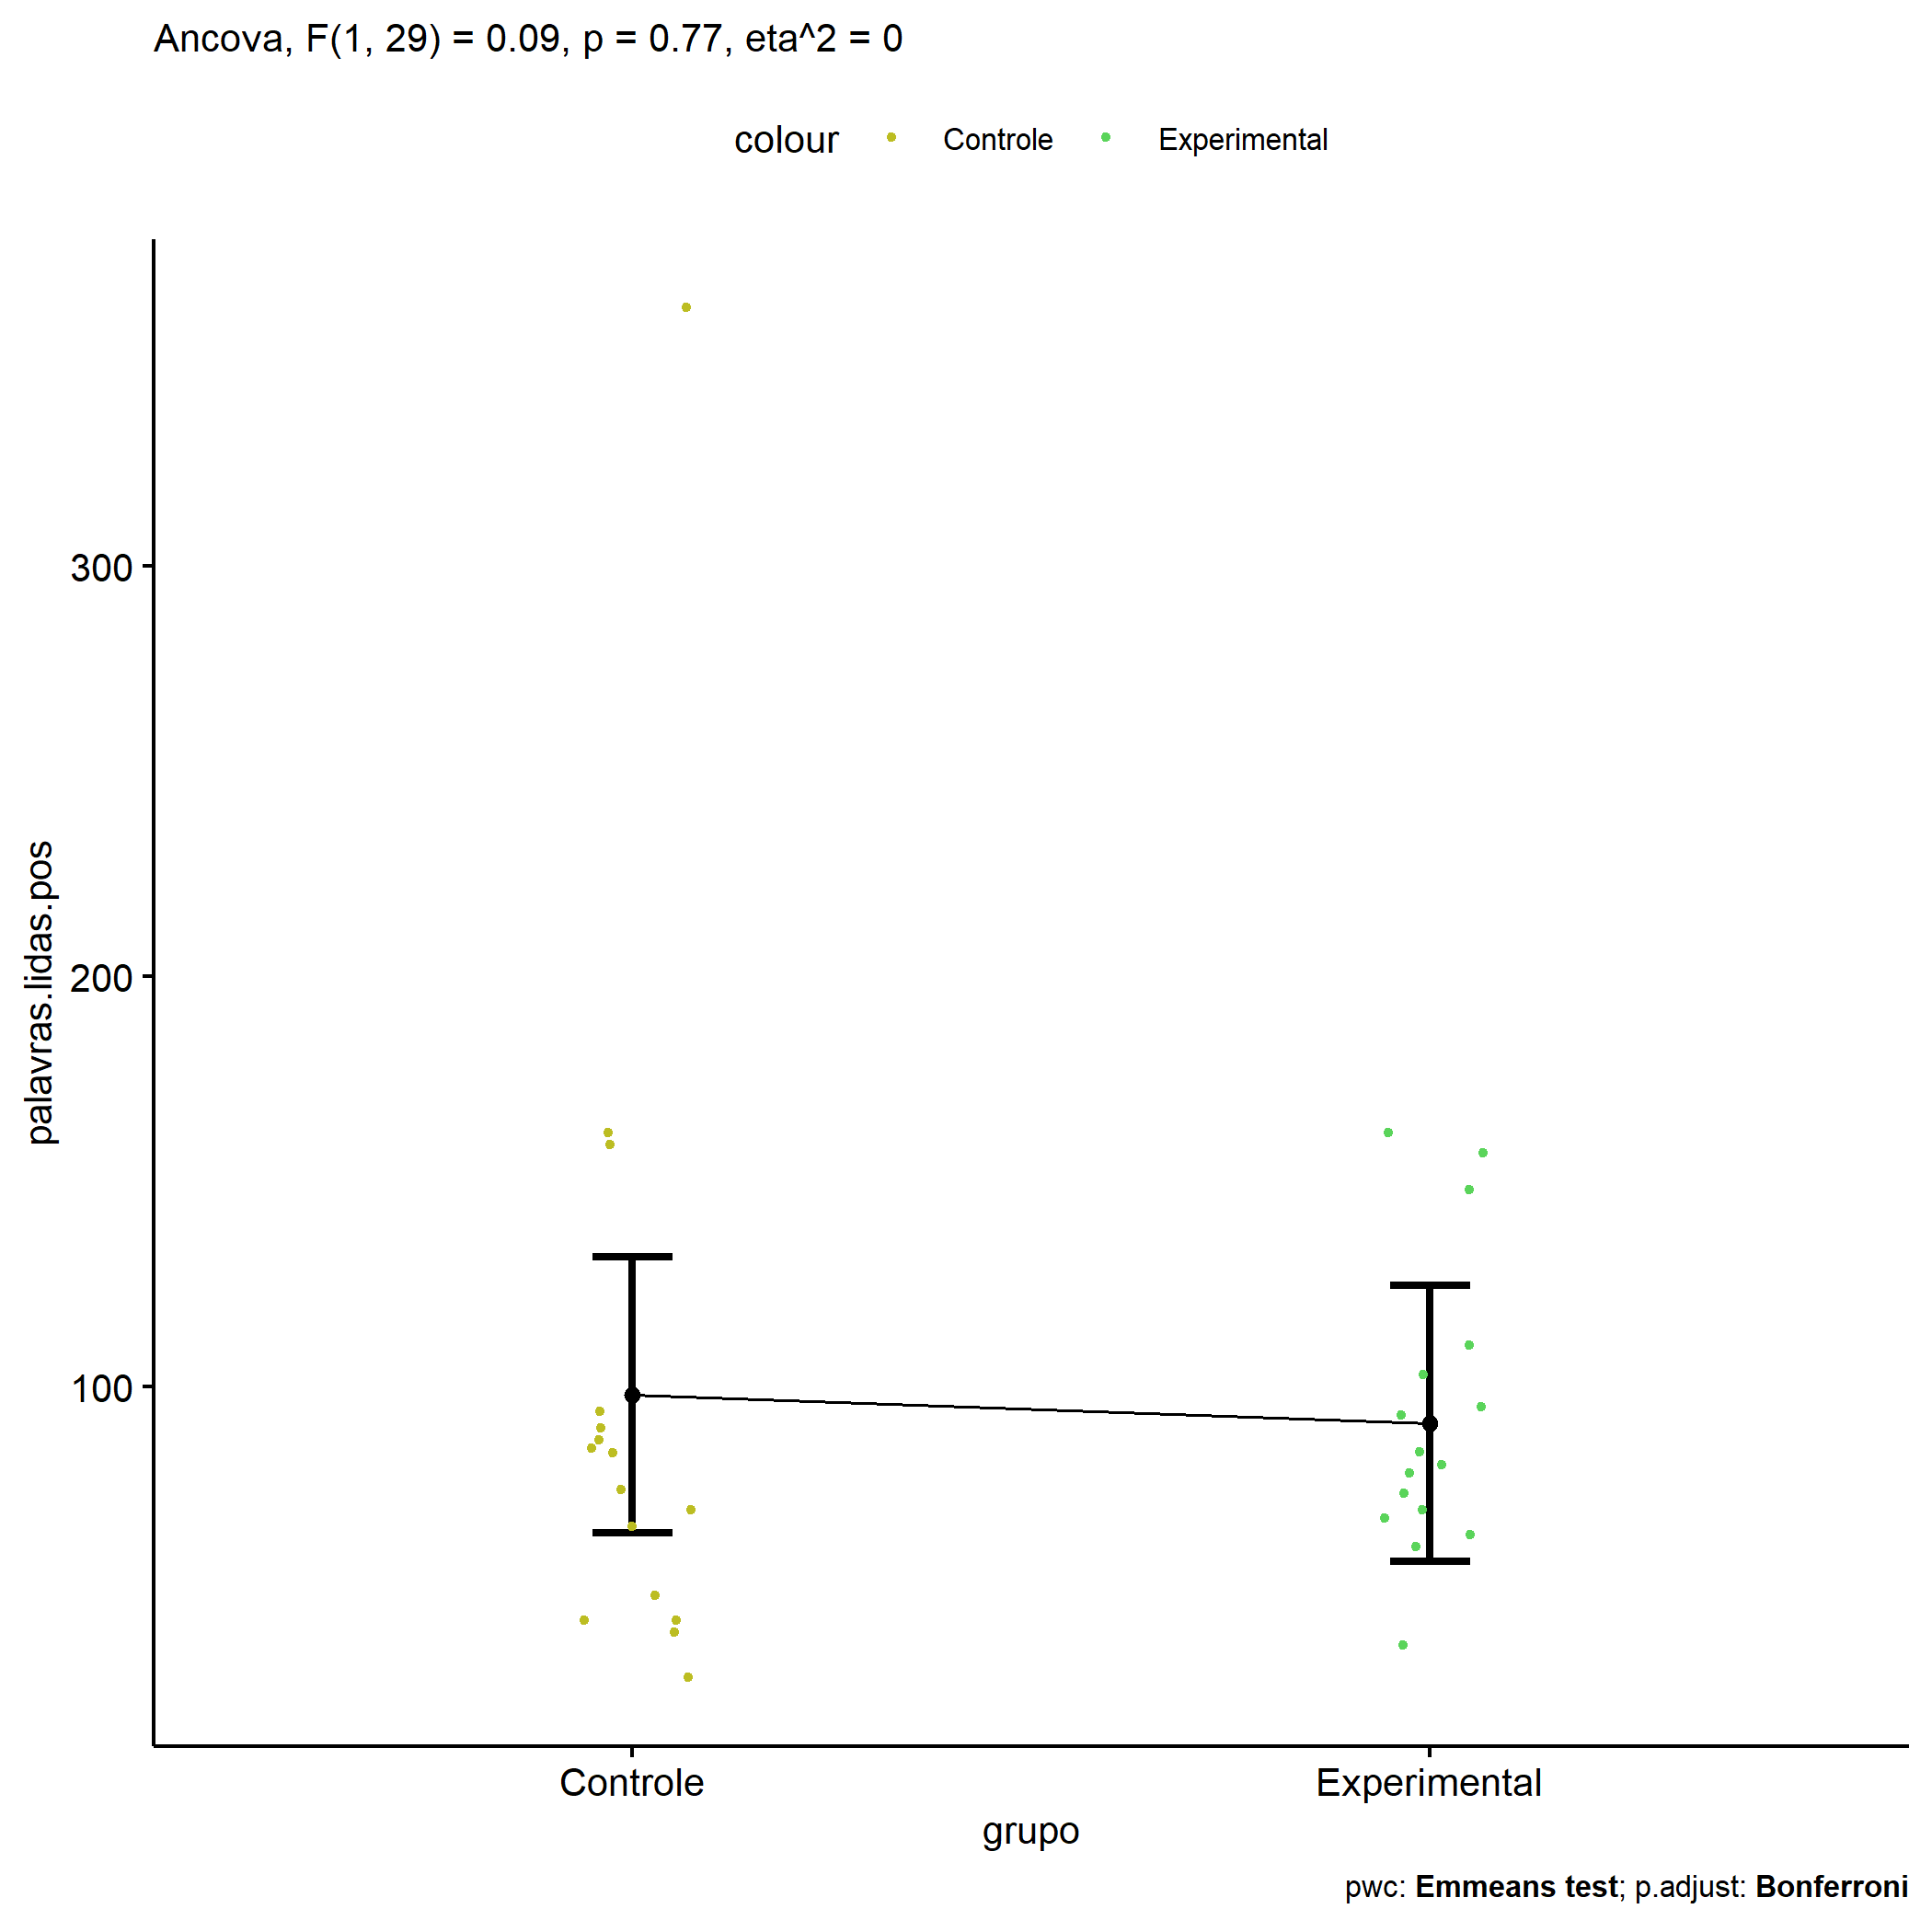 Ancova, F(1, 29) = 0.09, p = 0.77, eta^2 = 0
colour Controle Experimental
palavras.lidas.pos
300
200
100
Controle Experimental
grupo
pwc: Emmeans test; p.adjust: Bonferroni